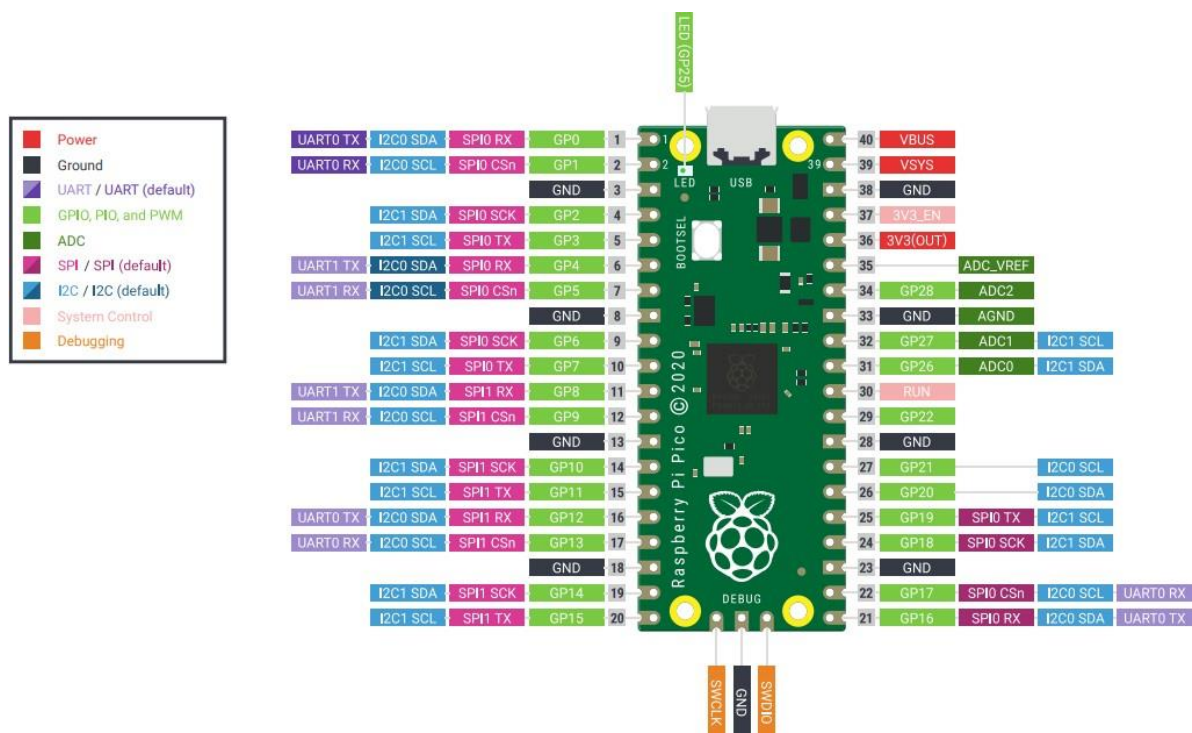 LED (GP25)
Power
Ground
UART / UART (default)
GPIO, PIO, and PWM
ADC
SPI / SPI (default)
I2C / I2C (default)
System Control
Debugging
UART0 TX I2C0 SDA SPI0 RX GP0 1
UART0 RX I2C0 SCL SPI0 CSn GP1 2
GND 3
I2C1 SDA SPI0 SCK GP2 4
I2C1 SCL SPI0 TX GP3 5
UART1 TX I2C0 SDA SPI0 RX GP4 6
UART1 RX I2C0 SCL SPI0 CSn GP5 7
GND 8
I2C1 SDA SPI0 SCK GP6 9
I2C1 SCL SPI0 TX GP7 10
UART1 TX I2C0 SDA SPI1 RX GP8 11
UART1 RX I2C0 SCL SPI1 CSn GP9 12
GND 13
I2C1 SDA SPI1 SCK GP10 14
I2C1 SCL SPI1 TX GP11 15
UART0 TX I2C0 SDA SPI1 RX GP12 16
UART0 RX I2C0 SCL SPI1 CSn GP13 17
GND 18
I2C1 SDA SPI1 SCK GP14 19
I2C1 SCL SPI1 TX GP15 20
1
2
39
LED
USB
BOOTSEL
Raspberry Pi Pico © 2020
DEBUG
40 VBUS
39 VSYS
38 GND
37 3V3_EN
36 3V3(OUT)
35 ADC_VREF
34 GP28 ADC2
33 GND AGND
32 GP27 ADC1 I2C1 SCL
31 GP26 ADC0 I2C1 SDA
30 RUN
29 GP22
28 GND
27 GP21 I2C0 SCL
26 GP20 I2C0 SDA
25 GP19 SPI0 TX I2C1 SCL
24 GP18 SPI0 SCK I2C1 SDA
23 GND
22 GP17 SPI0 CSn I2C0 SCL UART0 RX
21 GP16 SPI0 RX I2C0 SDA UART0 TX
SWCLK
GND
SWDIO